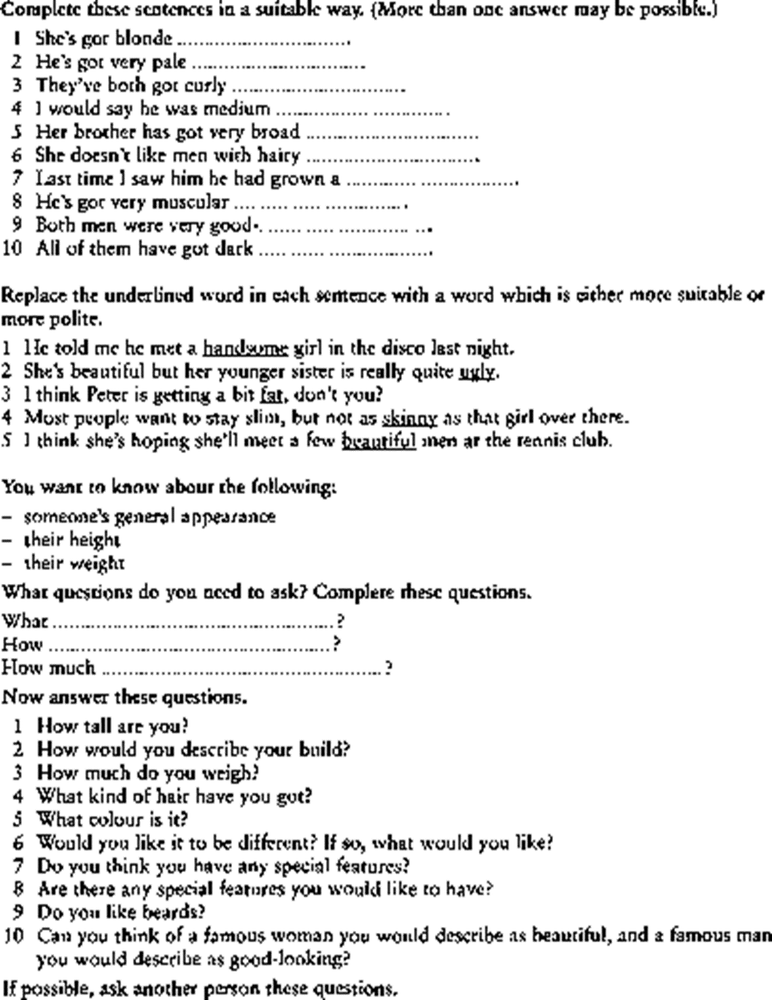 Complete these sentences in a suitable way. (More than one answer may be possible.)
1 She's got blonde ................................
2 He's got very pale ................................
3 They've both got curly ................................
4 I would say he was medium ................. ..............
5 Her brother has got very broad ................................
6 She doesn't like men with hairy ................................
7 Last time I saw him he had grown a ............. ...................
8 He's got very muscular .... ..... ..... ............... .
9 Both men were very good-. ...... ..... ............. ...
10 All of them have got dark ..... ...... ....................
Replace the underlined word in each sentence with a word which is either more suitable or
more polite.
1 He told me he met a handsome girl in the disco last night.
2 She's beautiful but her younger sister is really quite ugly.
3 I think Peter is getting a bit fat, don't you?
4 Most people want to stay slim, but not as skinny as that girl over there.
5 I think she's hoping she'll meet a few beautiful men at the tennis club.
You want to know about the following:
– someone's general appearance
– their height
– their weight
What questions do you need to ask? Complete these questions.
What ....................................................?
How ....................................................?
How much ....................................................?
Now answer these questions.
1 How tall are you?
2 How would you describe your build?
3 How much do you weigh?
4 What kind of hair have you got?
5 What colour is it?
6 Would you like it to be different? If so, what would you like?
7 Do you think you have any special features?
8 Are there any special features you would like to have?
9 Do you like beards?
10 Can you think of a famous woman you would describe as beautiful, and a famous man
you would describe as good-looking?
If possible, ask another person these questions.